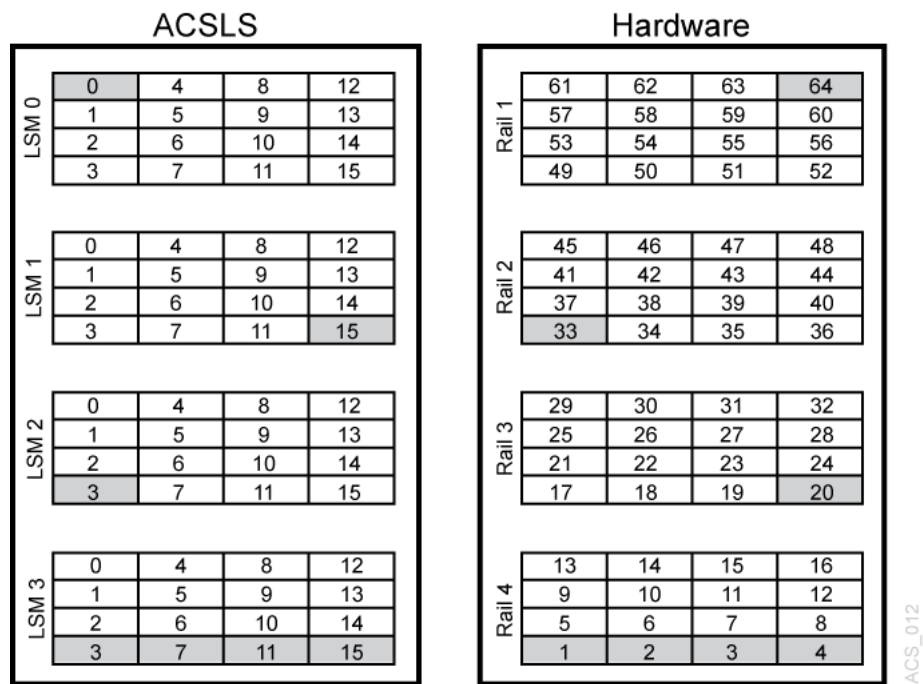 ACSLS
LSM 0
0 4 8 12
1 5 9 13
2 6 10 14
3 7 11 15
LSM 1
0 4 8 12
1 5 9 13
2 6 10 14
3 7 11 15
LSM 2
0 4 8 12
1 5 9 13
2 6 10 14
3 7 11 15
LSM 3
0 4 8 12
1 5 9 13
2 6 10 14
3 7 11 15
Hardware
Rail 1
61 62 63 64
57 58 59 60
53 54 55 56
49 50 51 52
Rail 2
45 46 47 48
41 42 43 44
37 38 39 40
33 34 35 36
Rail 3
29 30 31 32
25 26 27 28
21 22 23 24
17 18 19 20
Rail 4
13 14 15 16
9 10 11 12
5 6 7 8
1 2 3 4
ACS_012